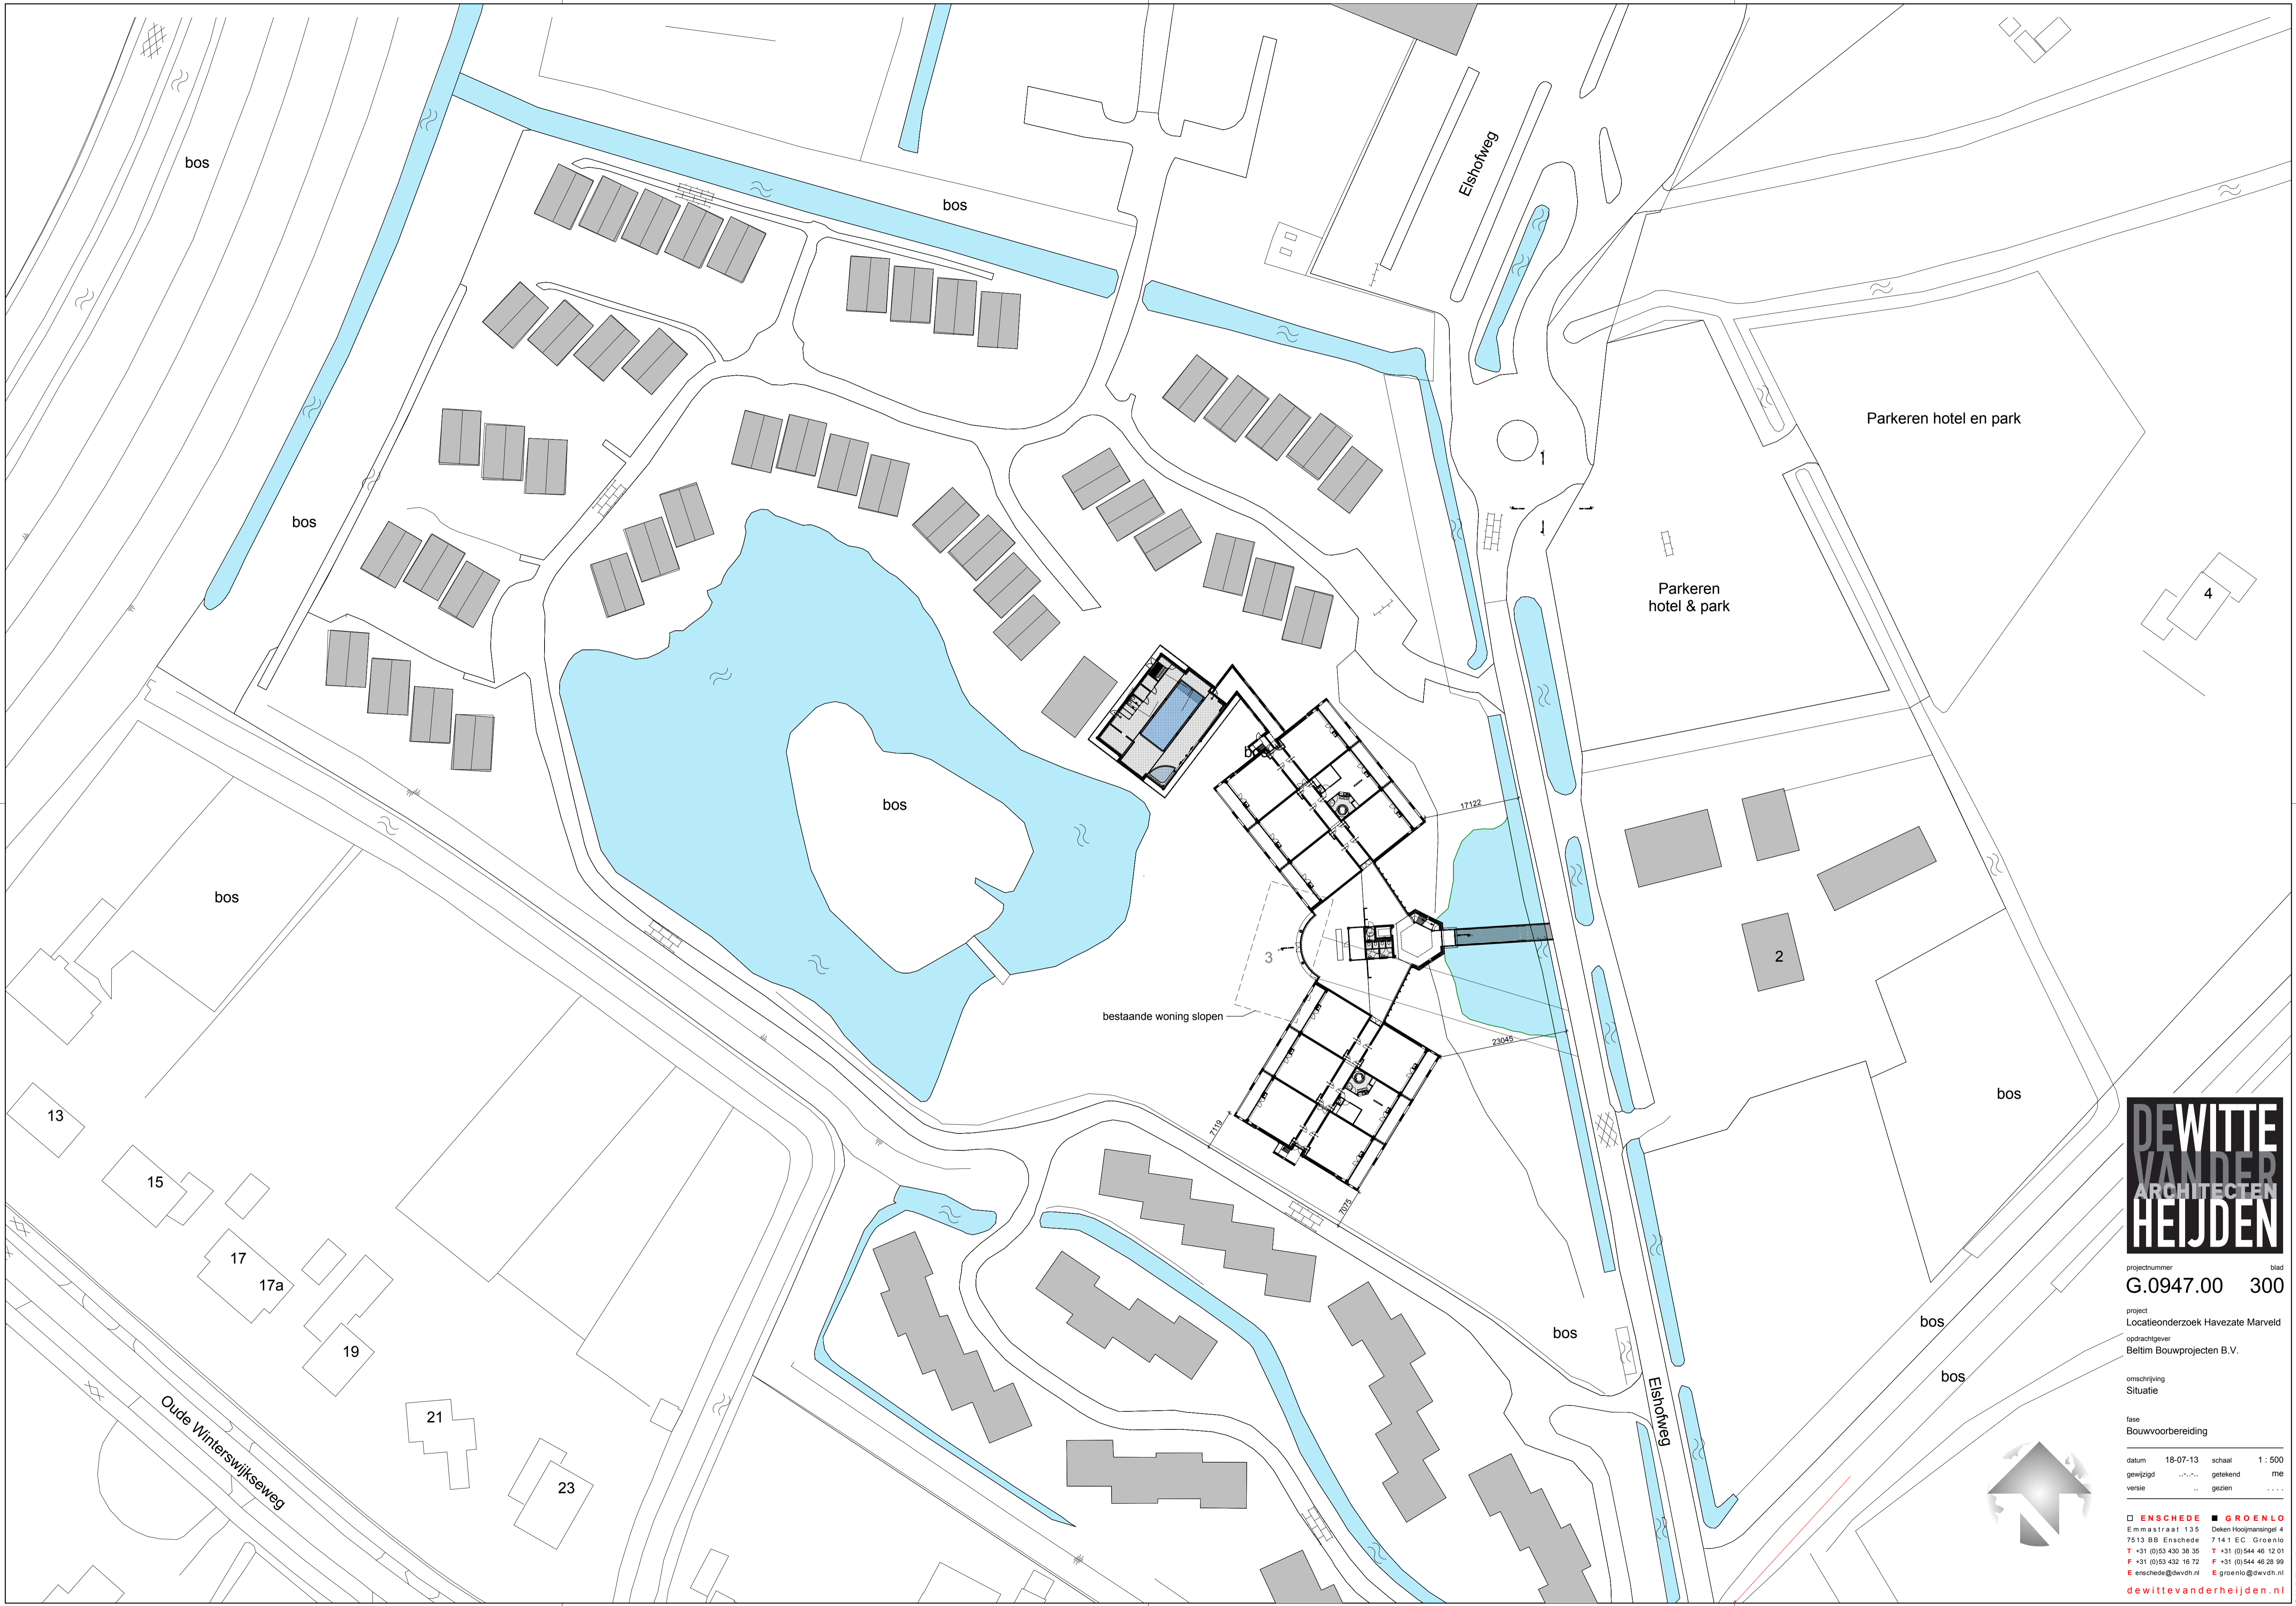 bos
bos
Elshofweg
Parkeren hotel en park
bos
Parkeren
hotel & park
4
bos
17122
bos
2
3
bestaande woning slopen
23045
bos
13
7119
15
7075
17
17a
19
bos
bos
bos
21
Oude Winterswijkseweg
Elshofweg
23
DEWITTE
VANDER
ARCHITECTEN
HEIJDEN
projectnummer blad
G.0947.00 300
project
Locatieonderzoek Havezate Marveld
opdrachtgever
Beltim Bouwprojecten B.V.
omschrijving
Situatie
fase
Bouwvoorbereiding
datum 18-07-13 schaal 1 : 500
gewijzigd ..-..-.. getekend me
versie .. gezien . . . .
N
ENSCHEDE GROENLO
Emmastraat 135 Deken Hooijmansingel 4
7513 BB Enschede 7141 EC Groenlo
T +31 (0)53 430 38 35 T +31 (0)544 46 12 01
F +31 (0)53 432 16 72 F +31 (0)544 46 28 99
E enschede@dwvdh.nl E groenlo@dwvdh.nl
dewittevanderheijden.nl